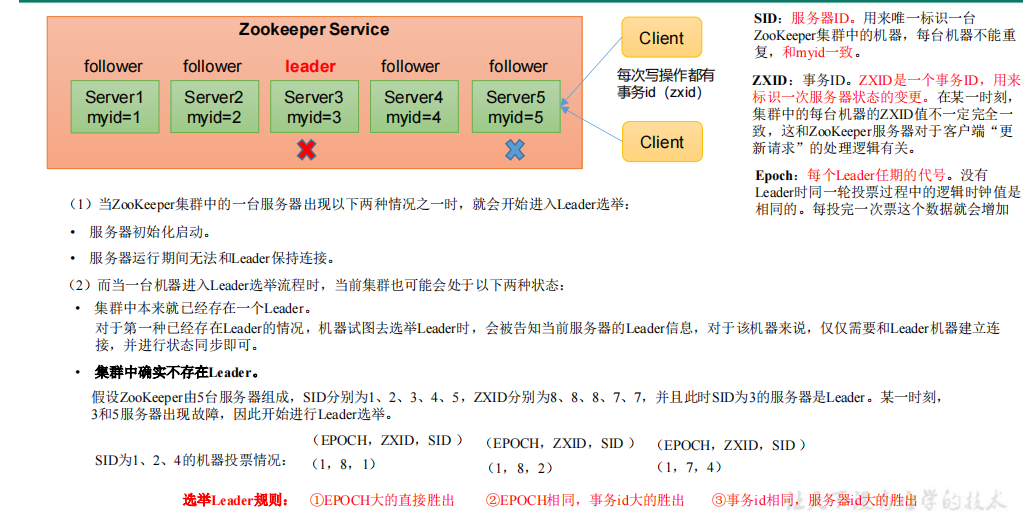 Zookeeper Service
follower
follower
leader
follower
follower
Server1
myid=1
Server2
myid=2
Server3
myid=3
Server4
myid=4
Server5
myid=5
Client
每次写操作都有
事务id（zxid）
Client
SID：服务器ID。用来唯一标识一台
ZooKeeper集群中的机器，每台机器不能重
复，和myid一致。
ZXID：事务ID。ZXID是一个事务ID，用来
标识一次服务器状态的变更。在某一时刻，
集群中的每台机器的ZXID值不一定完全一
致，这和ZooKeeper服务器对于客户端“更
新请求”的处理逻辑有关。
Epoch：每个Leader任期的代号。没有
Leader时同一轮投票过程中的逻辑时钟值是
相同的。每投完一次票这个数据就会增加
（1）当ZooKeeper集群中的一台服务器出现以下两种情况之一时，就会开始进入Leader选举：
• 服务器初始化启动。
• 服务器运行期间无法和Leader保持连接。
（2）而当一台机器进入Leader选举流程时，当前集群也可能会处于以下两种状态：
• 集群中本来就已经存在一个Leader。
对于第一种已经存在Leader的情况，机器试图去选举Leader时，会被告知当前服务器的Leader信息，对于该机器来说，仅仅需要和Leader机器建立连
接，并进行状态同步即可。
• 集群中确实不存在Leader。
假设ZooKeeper由5台服务器组成，SID分别为1、2、3、4、5，ZXID分别为8、8、8、7、7，并且此时SID为3的服务器是Leader。某一时刻，
3和5服务器出现故障，因此开始进行Leader选举。
（EPOCH，ZXID，SID ） （EPOCH，ZXID，SID ） （EPOCH，ZXID，SID ）
SID为1、2、4的机器投票情况： （1，8，1） （1，8，2） （1，7，4）
选举Leader规则： ①EPOCH大的直接胜出 ②EPOCH相同，事务id大的胜出 ③事务id相同，服务器id大的胜出